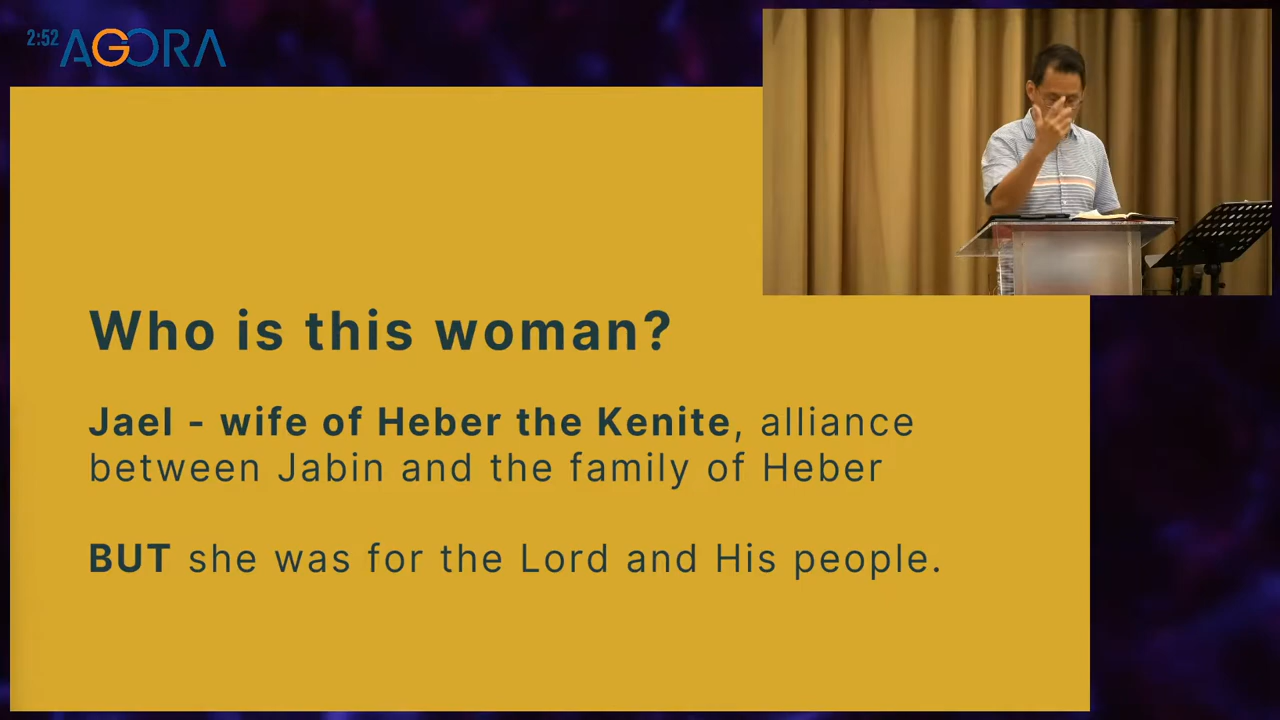 2:52 AGORA
Who is this woman?
Jael - wife of Heber the Kenite, alliance
between Jabin and the family of Heber
BUT she was for the Lord and His people.